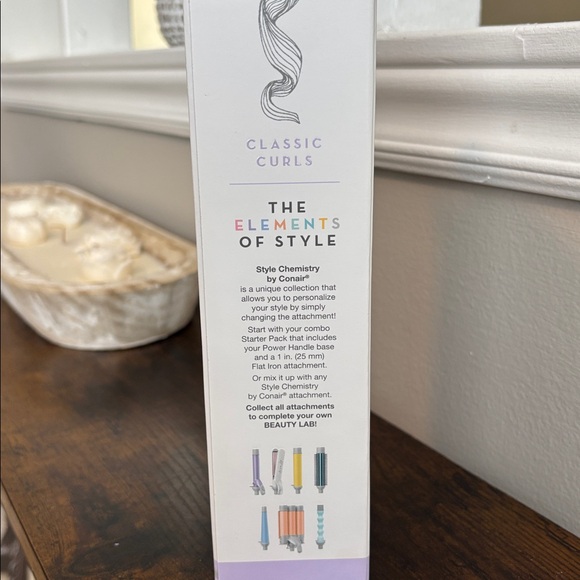 CLASSIC
CURLS
THE
ELEMENTS
OF STYLE
Style Chemistry
by Conair®
is a unique collection that
allows you to personalize
your style by simply
changing the attachment!
Start with your combo
Starter Pack that includes
your Power Handle base
and a 1 in. (25 mm)
Flat Iron attachment.
Or mix it up with any
Style Chemistry
by Conair® attachment.
Collect all attachments
to complete your own
BEAUTY LAB!